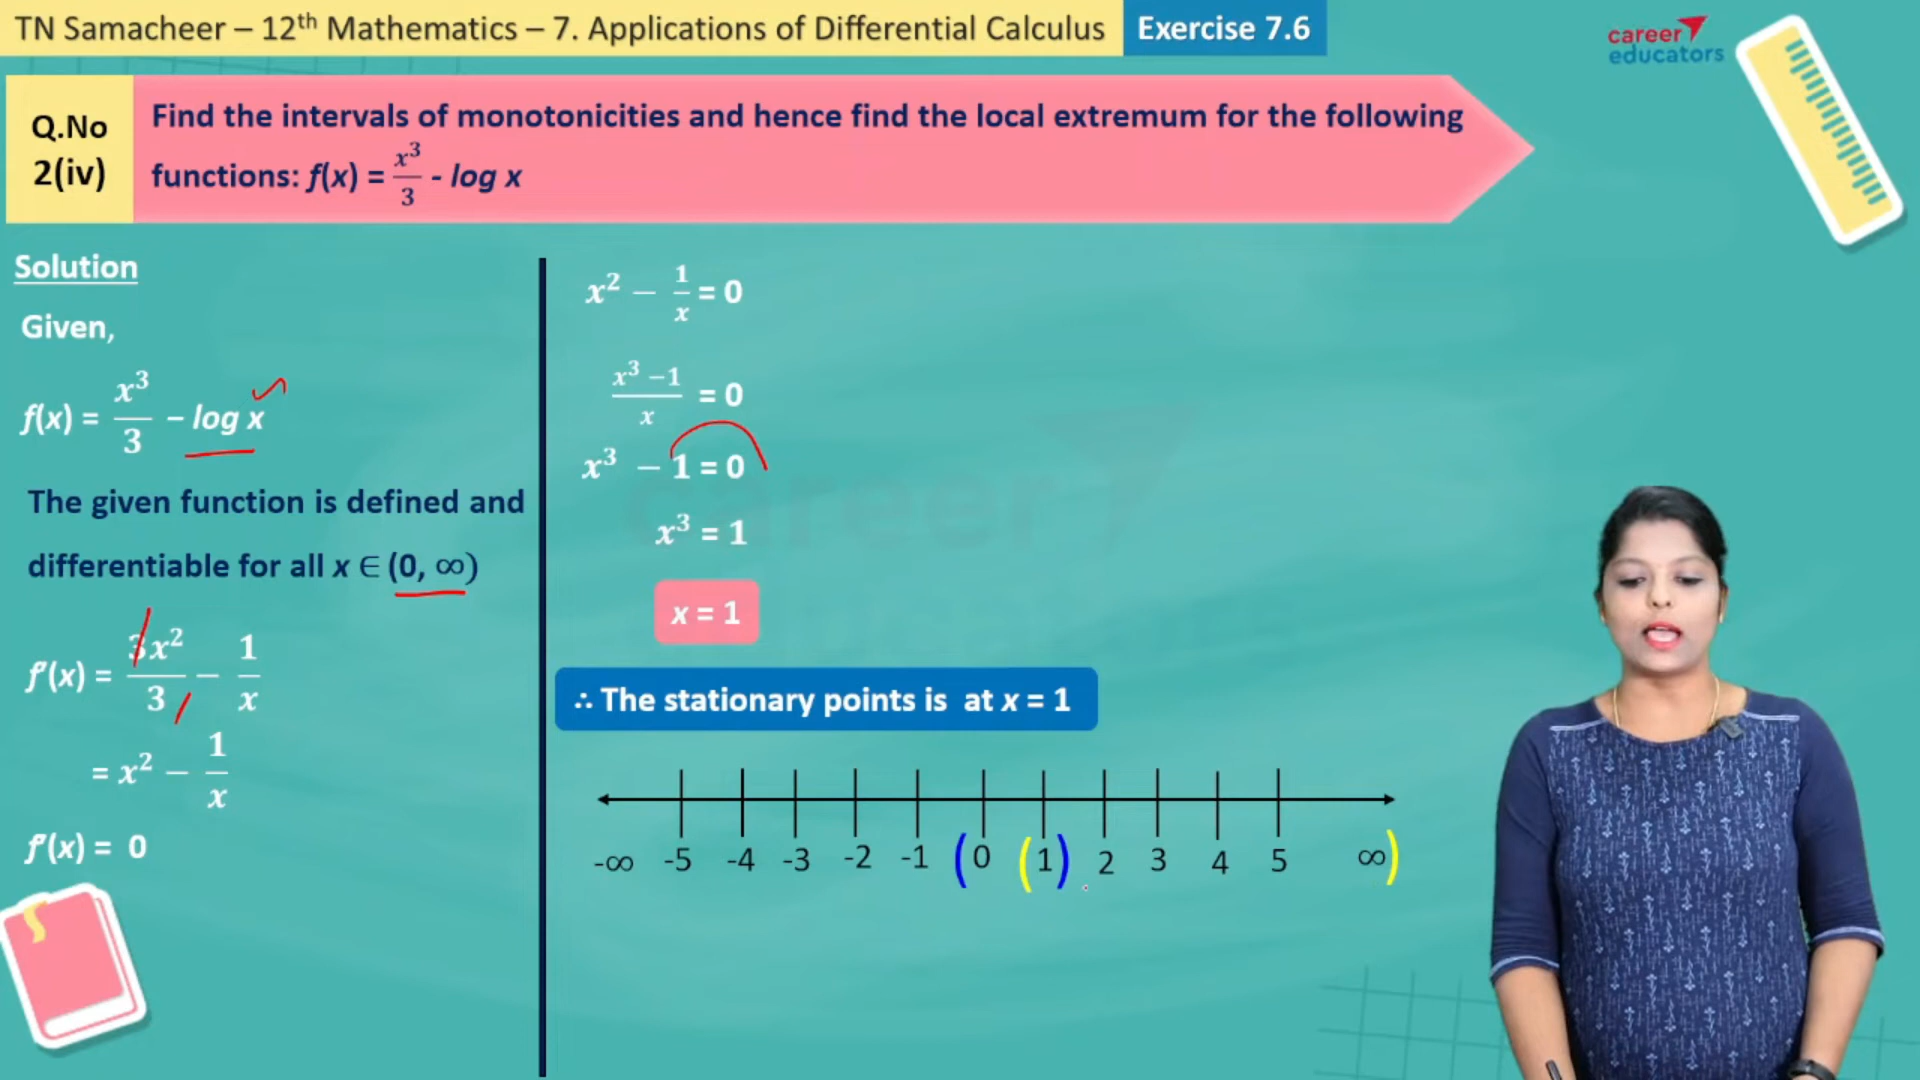 TN Samacheer – 12ᵗʰ Mathematics – 7. Applications of Differential Calculus
Exercise 7.6
career
educators
Q.No
2(iv)
Find the intervals of monotonicities and hence find the local extremum for the following
functions: f(x) = x³/3 - log x
Solution
Given,
f(x) = x³/3 − log x
The given function is defined and
differentiable for all x ∈ (0, ∞)
f'(x) = 3x²/3 − 1/x
= x² − 1/x
f'(x) = 0
x² − 1/x = 0
x³ −1/x = 0
x³ − 1 = 0
x³ = 1
x = 1
∴ The stationary points is at x = 1
-∞ -5 -4 -3 -2 -1 (0 (1) 2 3 4 5 ∞)
career